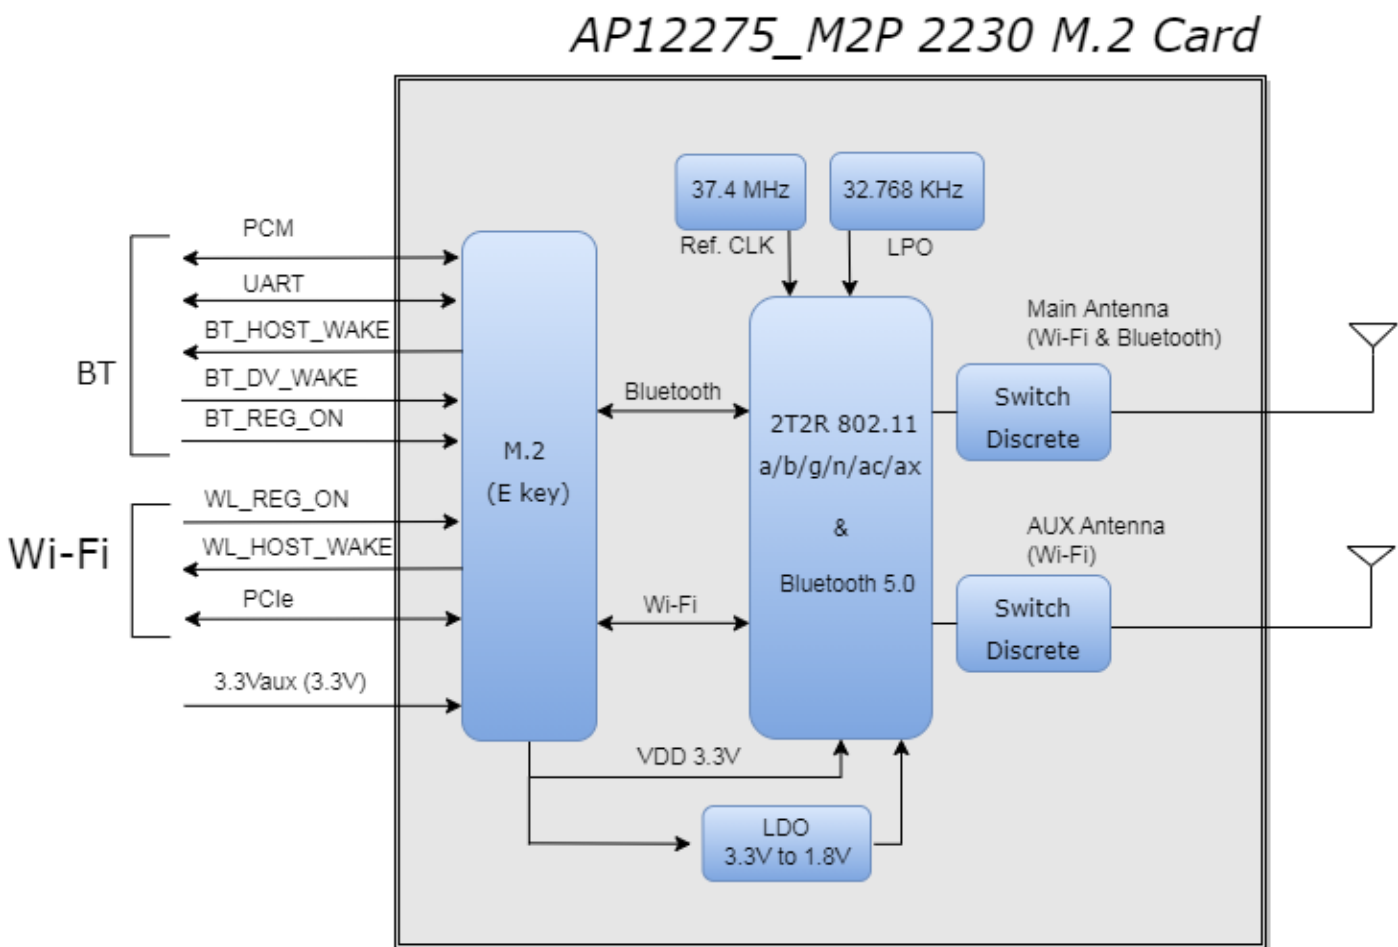 AP12275_M2P 2230 M.2 Card
37.4 MHz
32.768 KHz
Ref. CLK
LPO
BT
PCM
UART
BT_HOST_WAKE
BT_DV_WAKE
BT_REG_ON
Wi-Fi
WL_REG_ON
WL_HOST_WAKE
PCIe
3.3Vaux (3.3V)
M.2
(E key)
Bluetooth
Wi-Fi
2T2R 802.11
a/b/g/n/ac/ax
&
Bluetooth 5.0
Main Antenna
(Wi-Fi & Bluetooth)
Switch
Discrete
AUX Antenna
(Wi-Fi)
Switch
Discrete
VDD 3.3V
LDO
3.3V to 1.8V